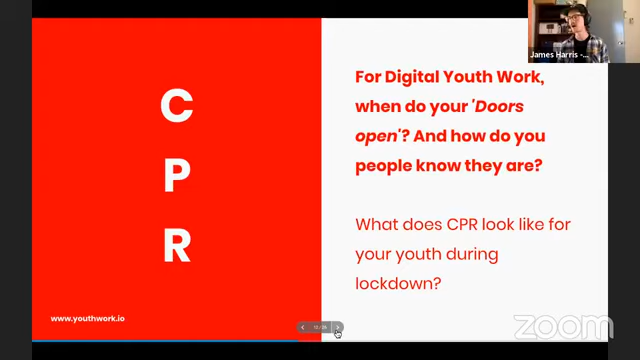 C
P
R
www.youthwork.io
For Digital Youth Work,
when do your 'Doors
open'? And how do you
people know they are?
What does CPR look like for
your youth during
lockdown?
James Harris -...
zoom